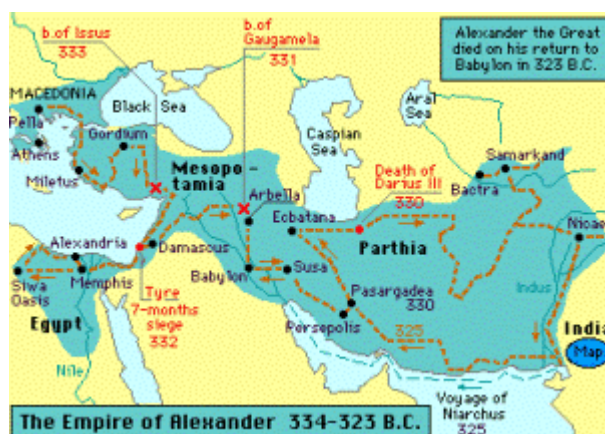 b.of
Issus
333
b.of
Gaugamela
331
Alexander the Great
died on his return to
Babylon in 323 B.C.
MACEDONIA
Pella
Black Sea
Gordium
Athens
Miletus
Mesopo-
tamia
Caspian
Sea
Aral
Sea
Samarkand
Bactra
Arbella
Death of
Darius III
330
Ecbatana
Parthia
Nicaea
Alexandria
Damascus
Babylon
Susa
Siwa
Oasis
Memphis
Tyre
7-months
siege
332
Pasargadea
330
Persopolis
325
Indus
India
Map
Egypt
Nile
Voyage of
Niarchus
325
The Empire of Alexander 334-323 B.C.